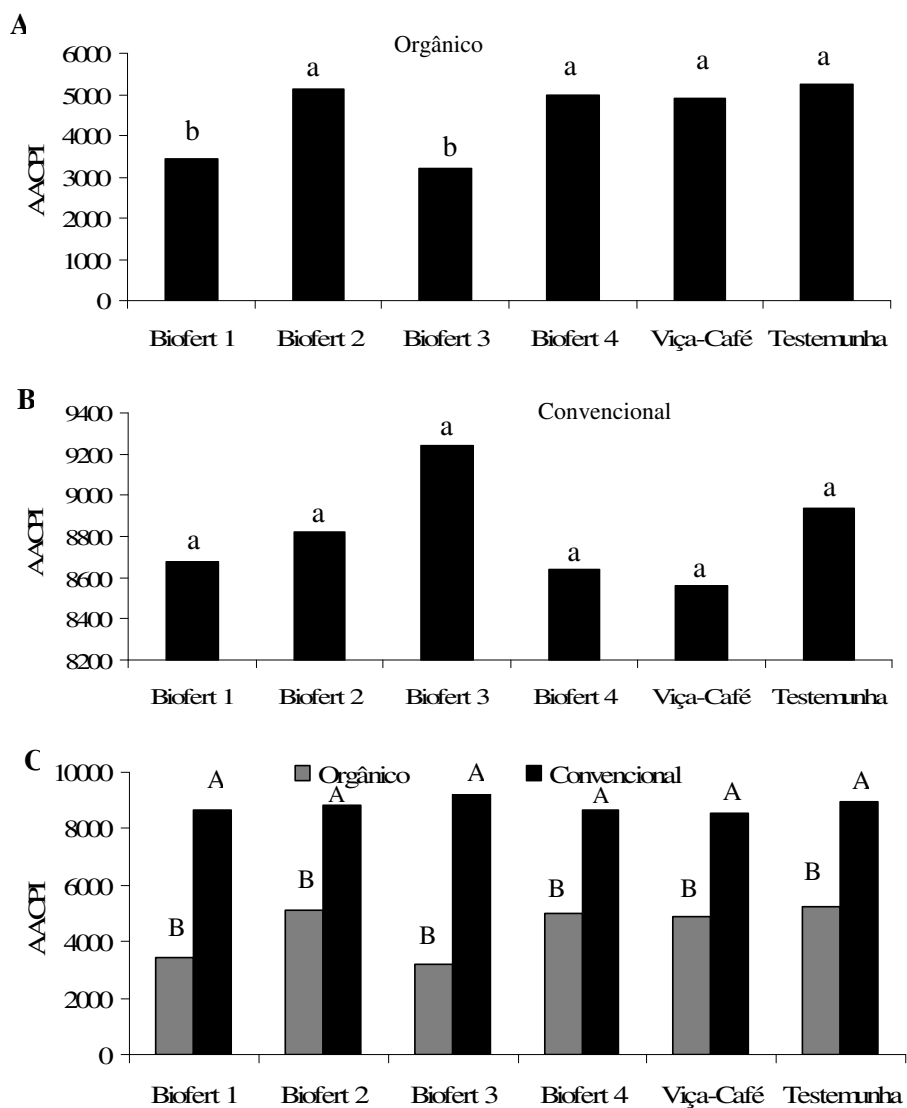 A
Orgânico
AACPI
6000
5000
4000
3000
2000
1000
0
b
a
b
a
a
a
Biofert 1 Biofert 2 Biofert 3 Biofert 4 Viça-Café Testemunha
B
Convencional
AACPI
9400
9200
9000
8800
8600
8400
8200
a
a
a
a
a
a
Biofert 1 Biofert 2 Biofert 3 Biofert 4 Viça-Café Testemunha
C
Orgânico Convencional
AACPI
10000
8000
6000
4000
2000
0
B A
B A
B A
B A
B A
B A
Biofert 1 Biofert 2 Biofert 3 Biofert 4 Viça-Café Testemunha